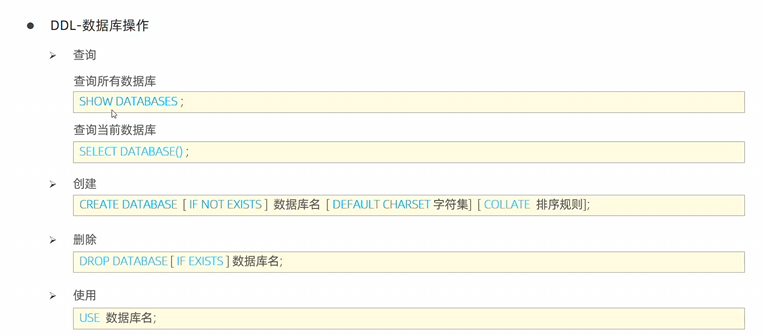 DDL-数据库操作
查询
查询所有数据库
SHOW DATABASES ;
查询当前数据库
SELECT DATABASE() ;
创建
CREATE DATABASE [ IF NOT EXISTS ] 数据库名 [ DEFAULT CHARSET 字符集] [ COLLATE 排序规则];
删除
DROP DATABASE [ IF EXISTS ] 数据库名;
使用
USE 数据库名;